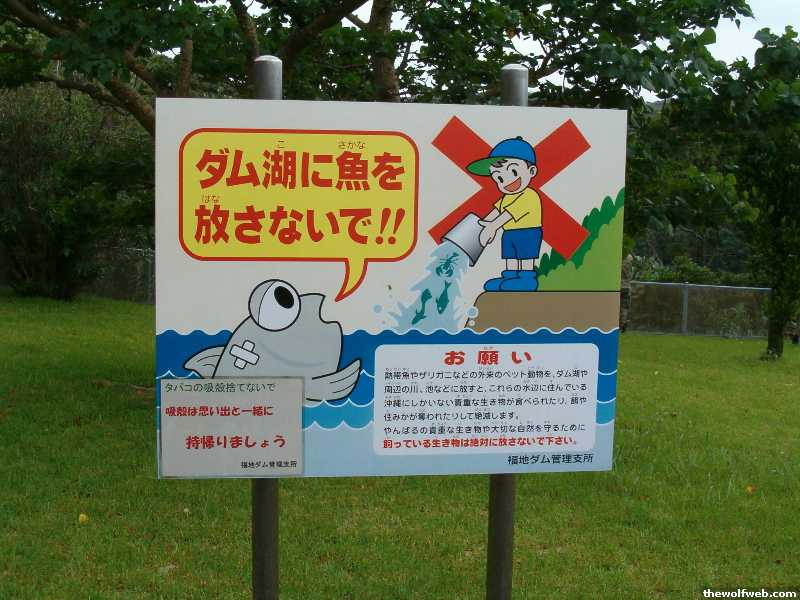 ダム湖に魚を
放さないで!!
お願い
熱帯魚やザリガニなどの外来のペット動物を、ダム湖や
周辺の川、池などに放すと、これらの水辺に住んでいる
沖縄にしかいない貴重な生き物が食べられたり、餌や
住みかが奪われたりして絶滅します。
やんばるの貴重な生き物や大切な自然を守るために
飼っている生き物は絶対に放さないで下さい。
福地ダム管理支所
タバコの吸殻捨てないで
吸殻は思い出と一緒に
持帰りましょう
福地ダム管理支所
thewolfweb.com